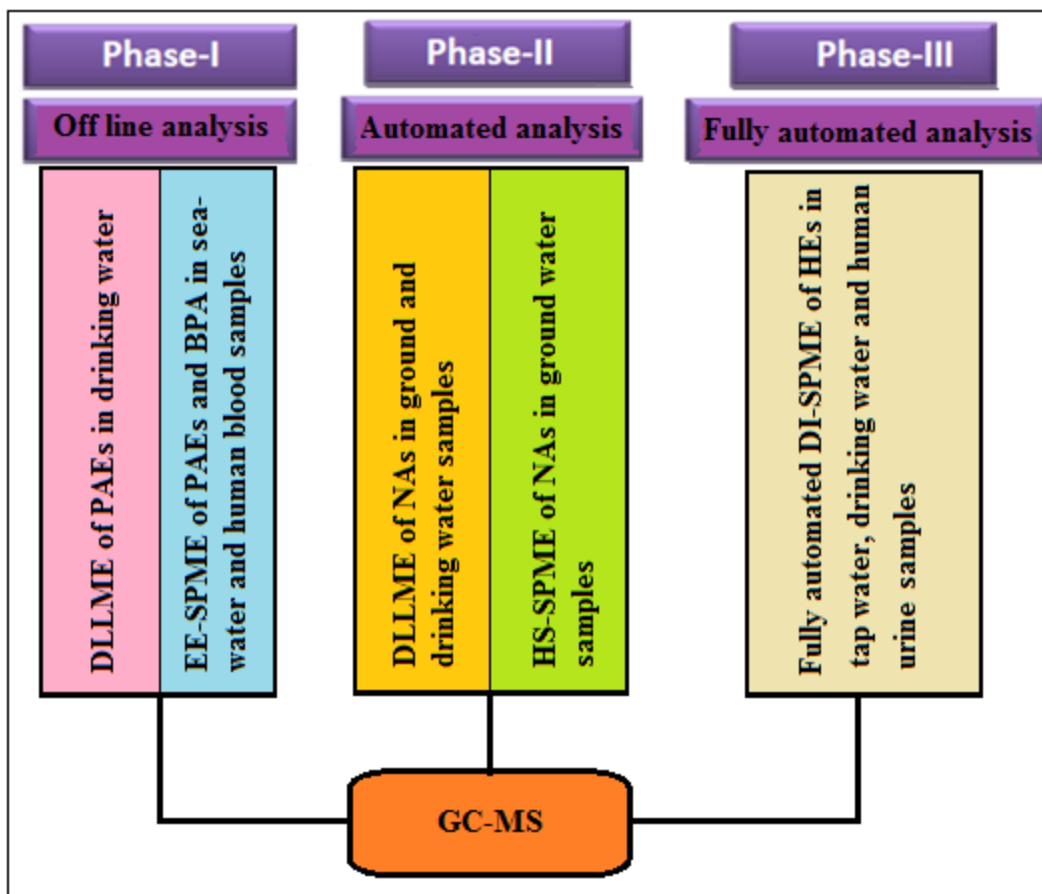 Phase-I
Phase-II
Phase-III
Off line analysis
Automated analysis
Fully automated analysis
DLLME of PAEs in drinking water
EE-SPME of PAEs and BPA in sea-
water and human blood samples
DLLME of NAs in ground and
drinking water samples
HS-SPME of NAs in ground water
samples
Fully automated DI-SPME of HEs in
tap water, drinking water and human
urine samples
GC-MS